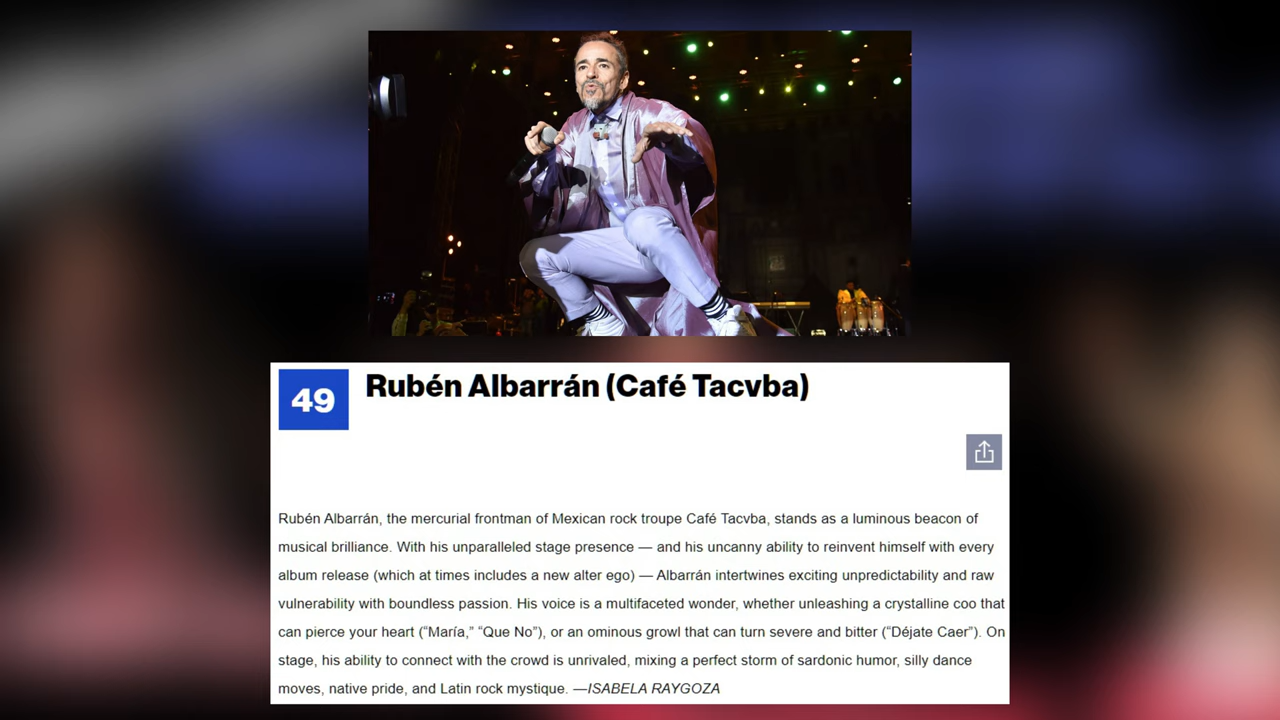 49
Rubén Albarrán (Café Tacvba)
Rubén Albarrán, the mercurial frontman of Mexican rock troupe Café Tacvba, stands as a luminous beacon of
musical brilliance. With his unparalleled stage presence — and his uncanny ability to reinvent himself with every
album release (which at times includes a new alter ego) — Albarrán intertwines exciting unpredictability and raw
vulnerability with boundless passion. His voice is a multifaceted wonder, whether unleashing a crystalline coo that
can pierce your heart (“María,” “Que No”), or an ominous growl that can turn severe and bitter (“Déjate Caer”). On
stage, his ability to connect with the crowd is unrivaled, mixing a perfect storm of sardonic humor, silly dance
moves, native pride, and Latin rock mystique. —ISABELA RAYGOZA